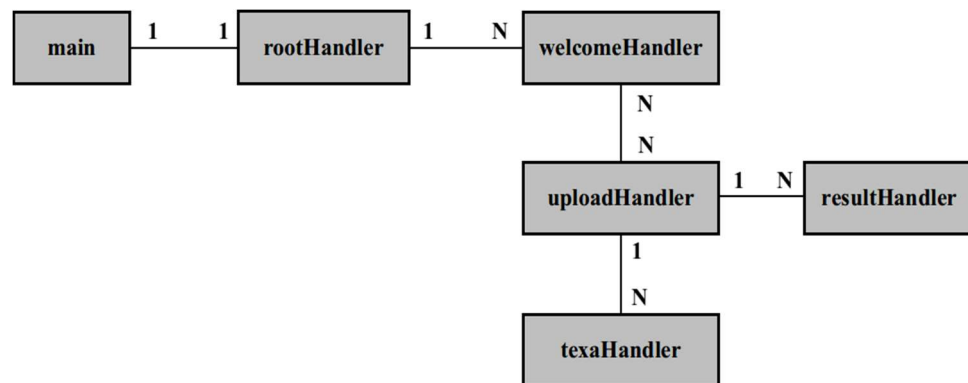 main 1 1 rootHandler 1 N welcomeHandler
N
N
uploadHandler 1 N resultHandler
1
N
texaHandler